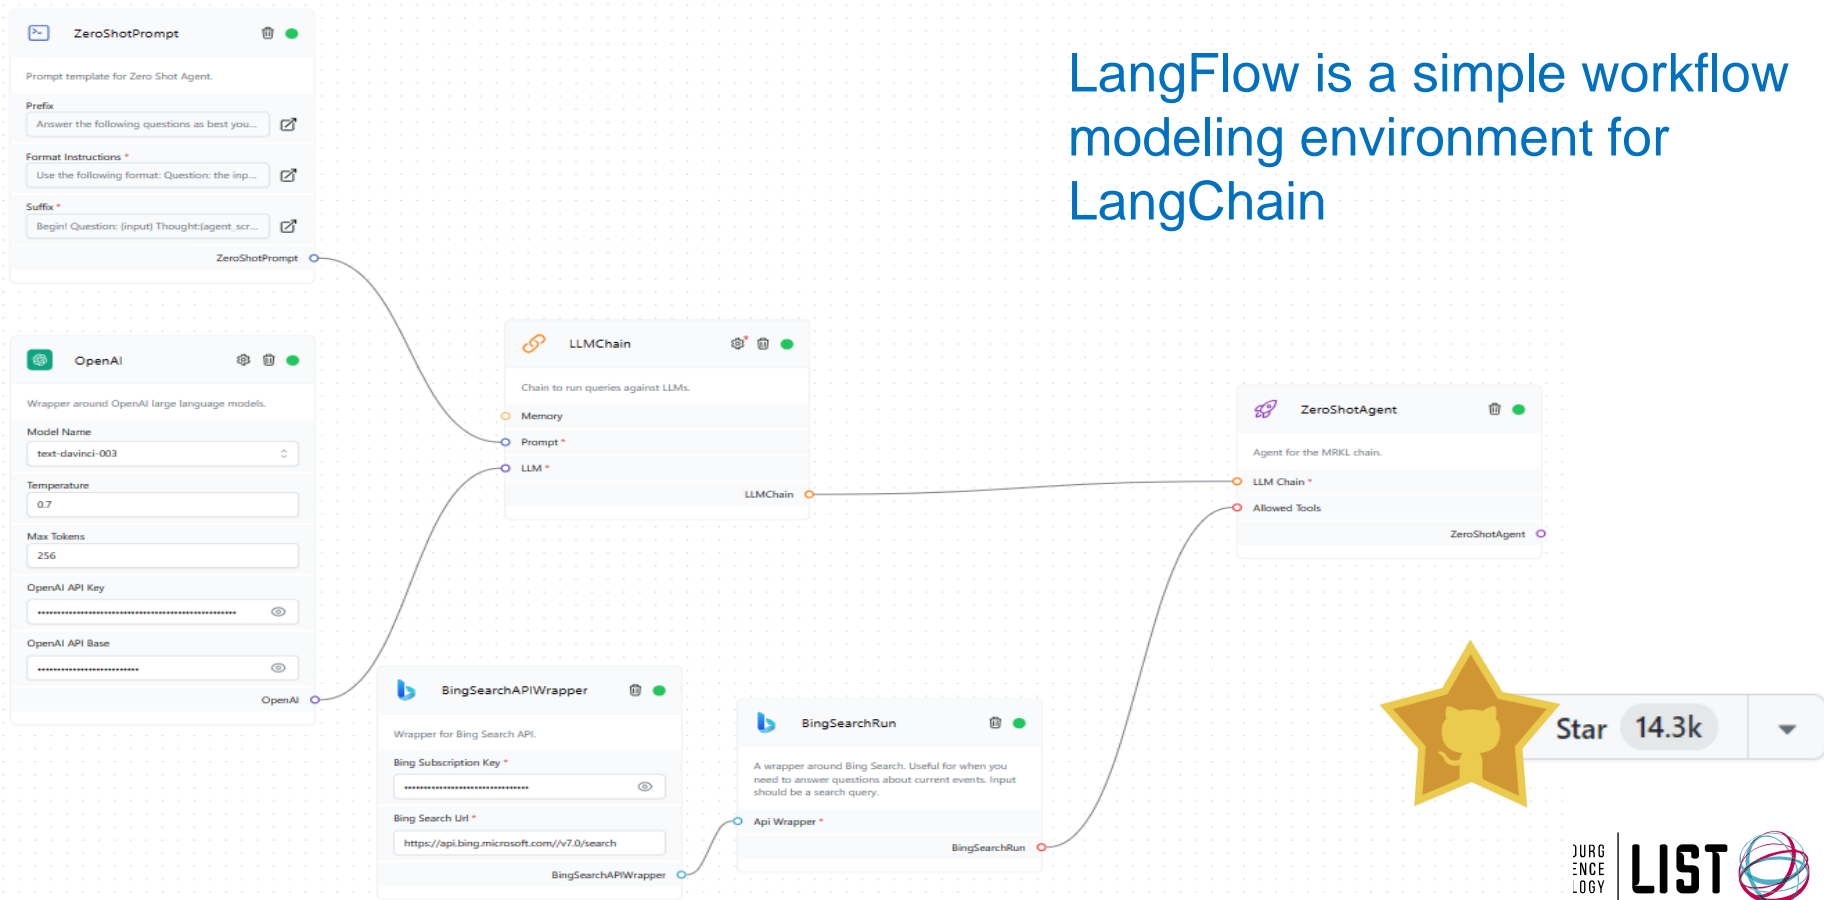 ZeroShotPrompt
Prompt template for Zero Shot Agent.
Prefix
Answer the following questions as best you...
Format Instructions *
Use the following format: Question: the inp...
Suffix *
Begin! Question: {input} Thought:{agent_scr...
ZeroShotPrompt
LangFlow is a simple workflow
modeling environment for
LangChain
OpenAI
Wrapper around OpenAI large language models.
Model Name
text-davinci-003
Temperature
0.7
Max Tokens
256
OpenAI API Key
OpenAI API Base
OpenAI
LLMChain
Chain to run queries against LLMs.
Memory
Prompt *
LLM *
LLMChain
ZeroShotAgent
Agent for the MRKL chain.
LLM Chain *
Allowed Tools
ZeroShotAgent
BingSearchAPIWrapper
Wrapper for Bing Search API.
Bing Subscription Key *
Bing Search Url *
https://api.bing.microsoft.com//v7.0/search
BingSearchAPIWrapper
BingSearchRun
A wrapper around Bing Search. Useful for when you
need to answer questions about current events. Input
should be a search query.
Api Wrapper *
BingSearchRun
Star 14.3k
LIST